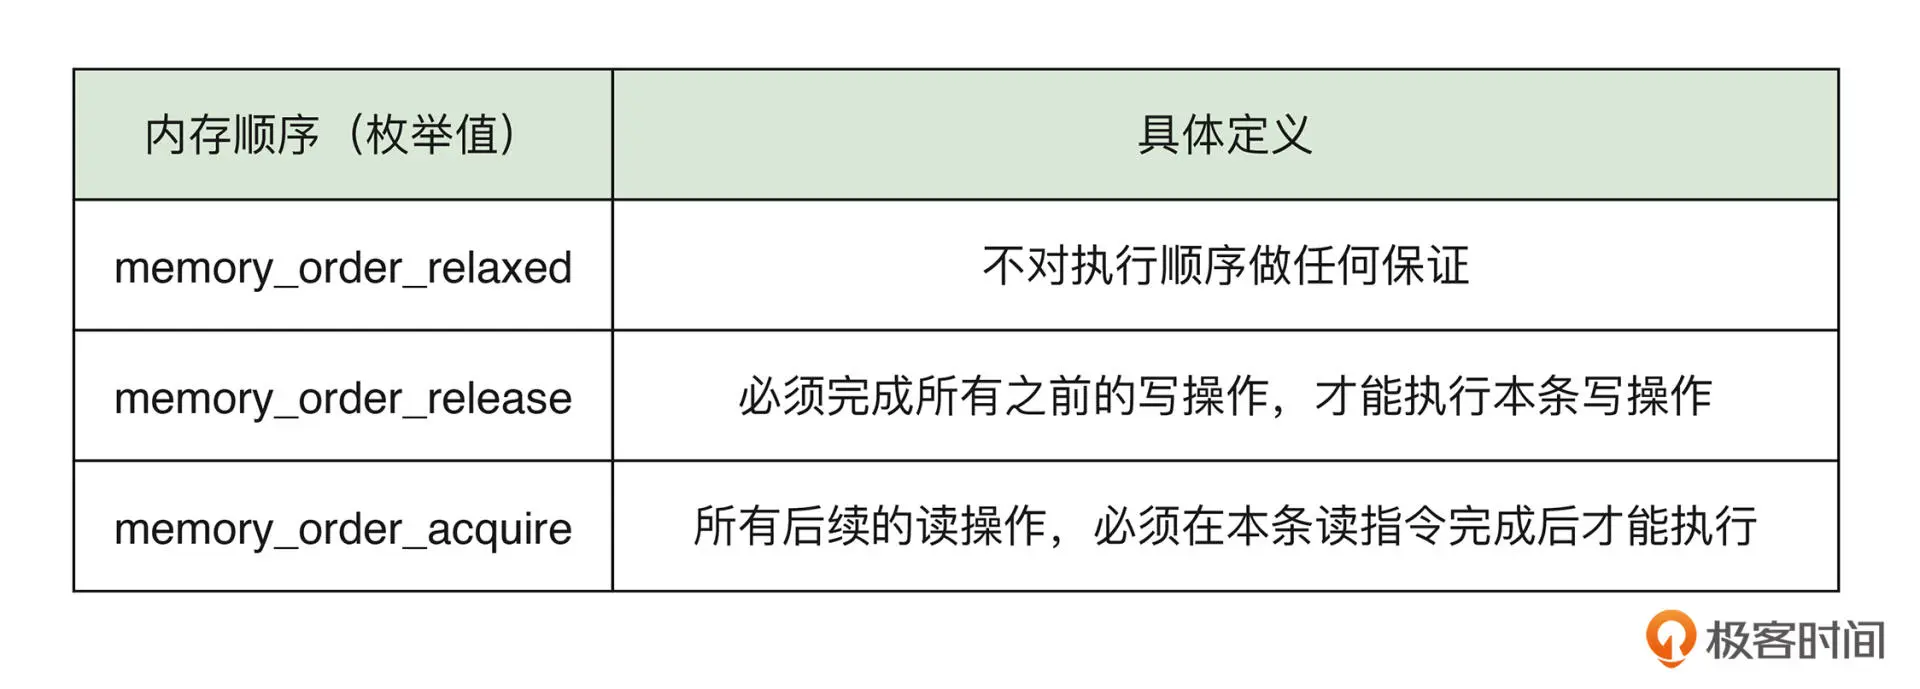 内存顺序（枚举值） 具体定义
memory_order_relaxed 不对执行顺序做任何保证
memory_order_release 必须完成所有之前的写操作，才能执行本条写操作
memory_order_acquire 所有后续的读操作，必须在本条读指令完成后才能执行
极客时间